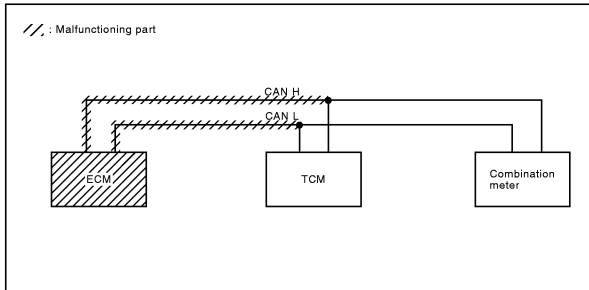 : Malfunctioning part
CAN H
CAN L
ECM
TCM
Combination
meter